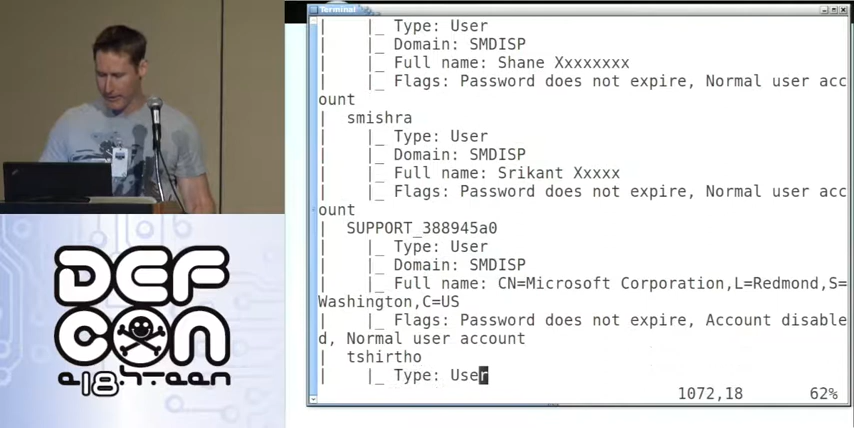 Terminal
|     |_ Type: User
|     |_ Domain: SMDISP
|     |_ Full name: Shane Xxxxxxxx
|     |_ Flags: Password does not expire, Normal user acc
ount
|   smishra
|     |_ Type: User
|     |_ Domain: SMDISP
|     |_ Full name: Srikant Xxxxx
|     |_ Flags: Password does not expire, Normal user acc
ount
|   SUPPORT_388945a0
|     |_ Type: User
|     |_ Domain: SMDISP
|     |_ Full name: CN=Microsoft Corporation,L=Redmond,S=
Washington,C=US
|     |_ Flags: Password does not expire, Account disable
d, Normal user account
|   tshirtho
|     |_ Type: User
1072,18     62%
DEF
CON
e18hteen